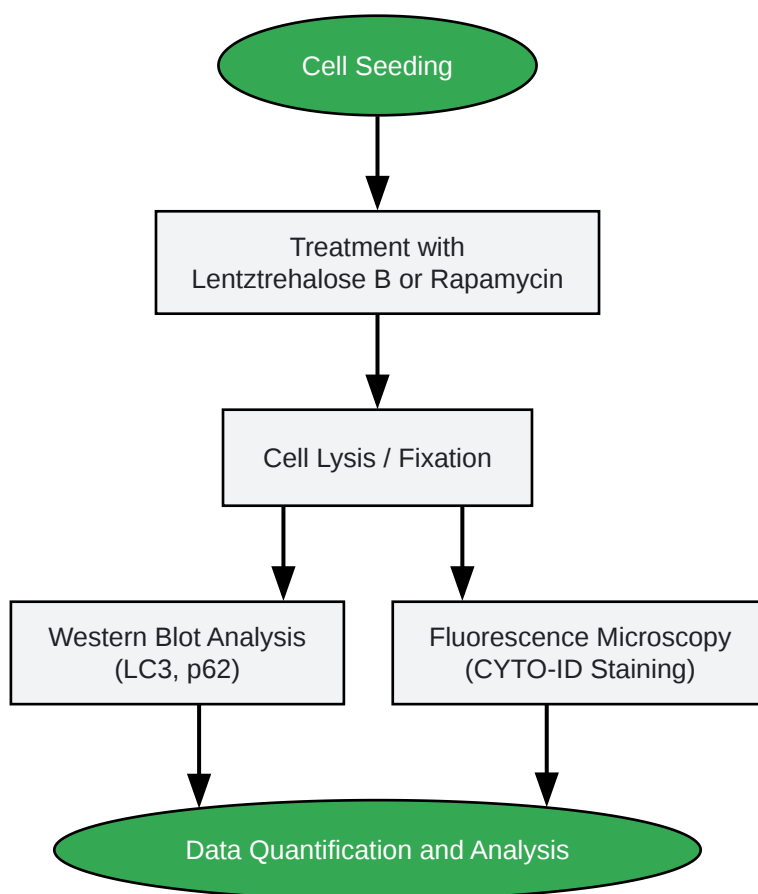 Cell Seeding
Treatment with
Lentztrehalose B or Rapamycin
Cell Lysis / Fixation
Western Blot Analysis
(LC3, p62)
Fluorescence Microscopy
(CYTO-ID Staining)
Data Quantification and Analysis